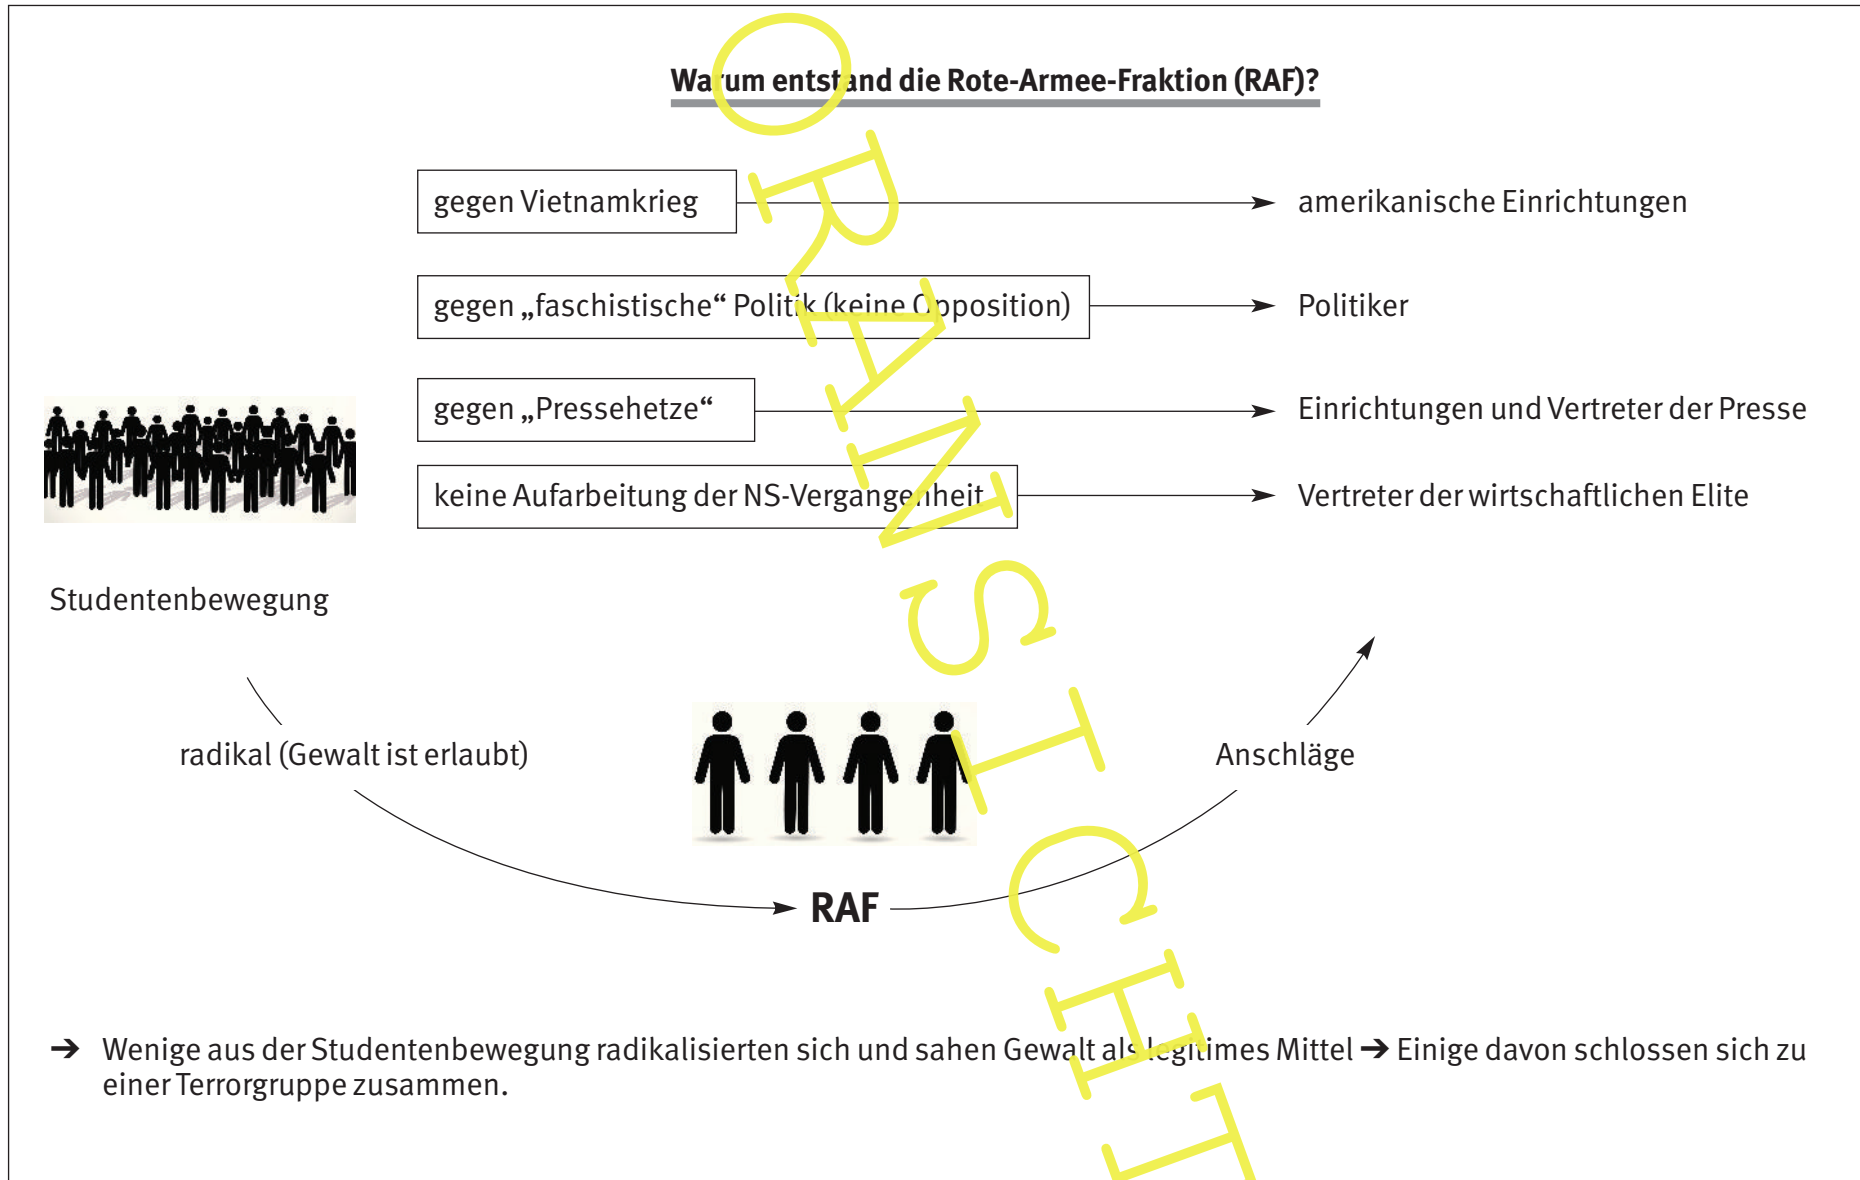 Warum entstand die Rote-Armee-Fraktion (RAF)?
gegen Vietnamkrieg
amerikanische Einrichtungen
gegen „faschistische“ Politik (keine Opposition)
Politiker
gegen „Pressehetze“
Einrichtungen und Vertreter der Presse
keine Aufarbeitung der NS-Vergangenheit
Vertreter der wirtschaftlichen Elite
Studentenbewegung
radikal (Gewalt ist erlaubt)
Anschläge
RAF
➔ Wenige aus der Studentenbewegung radikalisierten sich und sahen Gewalt als legitimes Mittel ➔ Einige davon schlossen sich zu
einer Terrorgruppe zusammen.
ORANSICHT